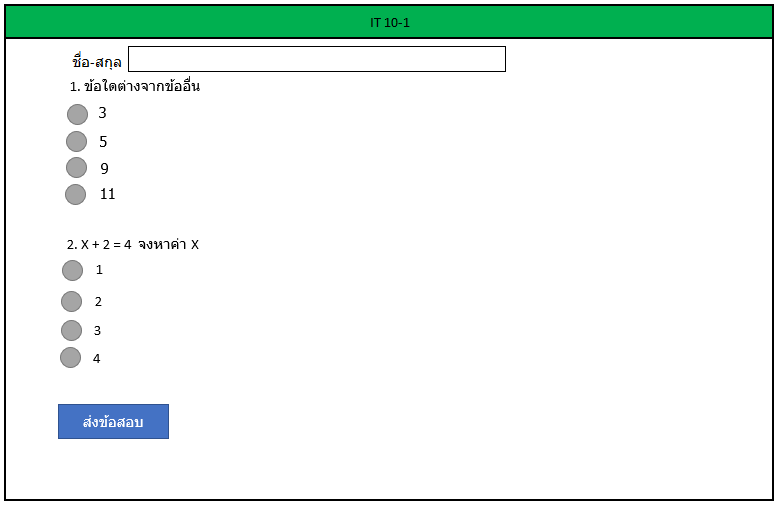 IT 10-1
ชื่อ-สกุล
1. ข้อใดต่างจากข้ออื่น
3
5
9
11
2. X + 2 = 4 จงหาค่า X
1
2
3
4
ส่งข้อสอบ